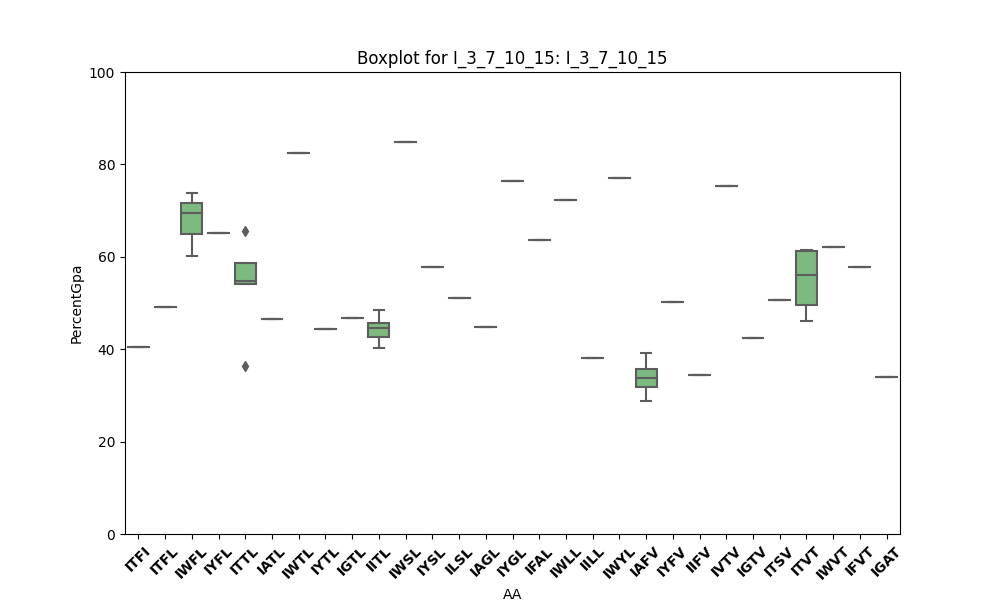 Boxplot for I_3_7_10_15: I_3_7_10_15
100
80
60
40
20
0
PercentGpa
ITFI ITFL IWFL IYFL ITTL IATL IWTL IYTL IGTL IITL IWSL IYSL ILSL IAGL IYGL IFAL IWLL IILL IWYL IAFV IYFV IIFV IVTV IGTV ITSV ITVT IWVT IFVT IGAT
AA